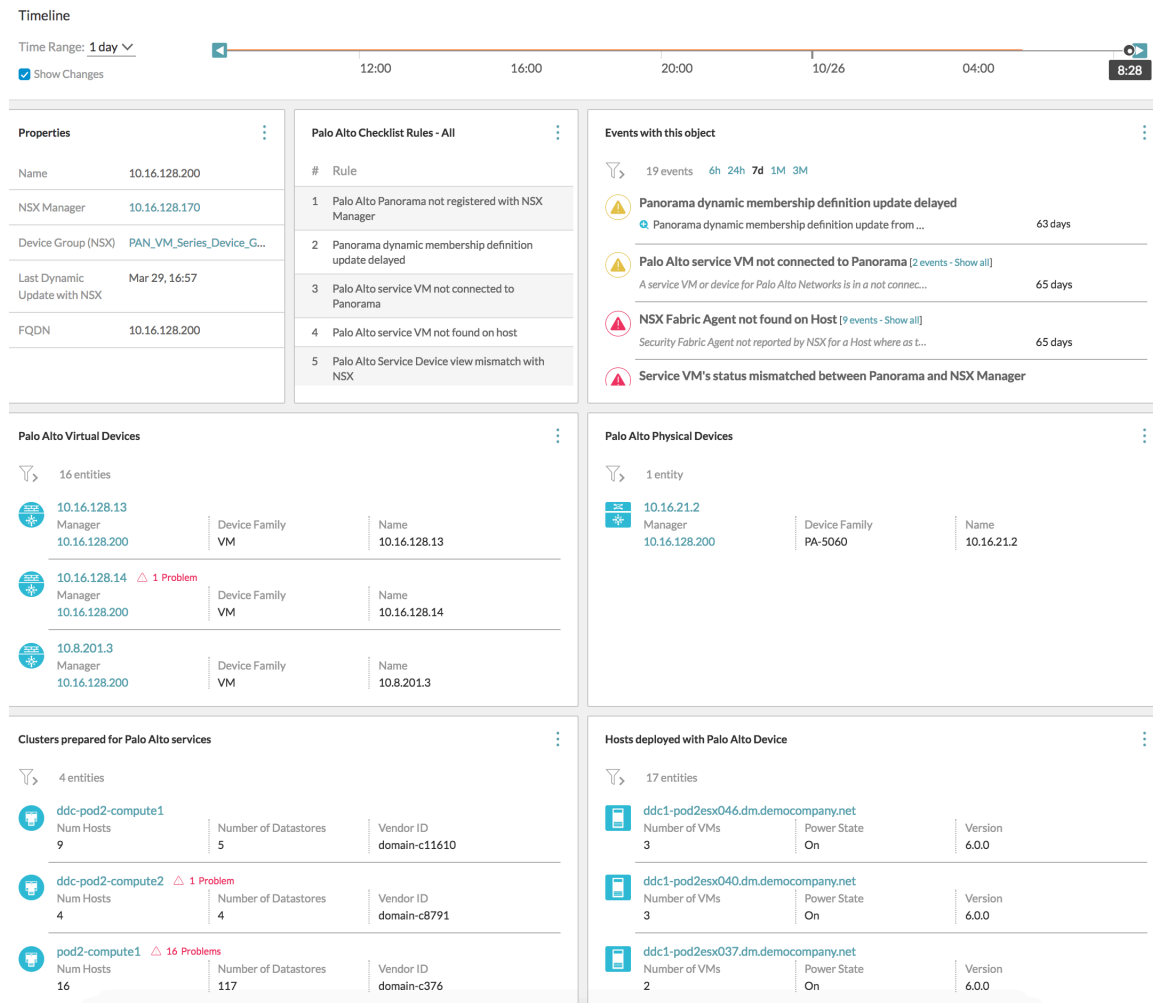 Timeline
Time Range: 1 day
Show Changes
12:00 16:00 20:00 10/26 04:00 8:28
Properties
Name 10.16.128.200
NSX Manager 10.16.128.170
Device Group (NSX) PAN_VM_Series_Device_G...
Last Dynamic Mar 29, 16:57
Update with NSX
FQDN 10.16.128.200
Palo Alto Checklist Rules - All
# Rule
1 Palo Alto Panorama not registered with NSX
Manager
2 Panorama dynamic membership definition
update delayed
3 Palo Alto service VM not connected to
Panorama
4 Palo Alto service VM not found on host
5 Palo Alto Service Device view mismatch with
NSX
Events with this object
19 events 6h 24h 7d 1M 3M
Panorama dynamic membership definition update delayed
Panorama dynamic membership definition update from ... 63 days
Palo Alto service VM not connected to Panorama [2 events - Show all]
A service VM or device for Palo Alto Networks is in a not connec... 65 days
NSX Fabric Agent not found on Host [9 events - Show all]
Security Fabric Agent not reported by NSX for a Host where as t... 65 days
Service VM's status mismatched between Panorama and NSX Manager
Palo Alto Virtual Devices
16 entities
10.16.128.13
Manager Device Family Name
10.16.128.200 VM 10.16.128.13
10.16.128.14 1 Problem
Manager Device Family Name
10.16.128.200 VM 10.16.128.14
10.8.201.3
Manager Device Family Name
10.16.128.200 VM 10.8.201.3
Palo Alto Physical Devices
1 entity
10.16.21.2
Manager Device Family Name
10.16.128.200 PA-5060 10.16.21.2
Clusters prepared for Palo Alto services
4 entities
ddc-pod2-compute1
Num Hosts Number of Datastores Vendor ID
9 5 domain-c11610
ddc-pod2-compute2 1 Problem
Num Hosts Number of Datastores Vendor ID
4 4 domain-c8791
pod2-compute1 16 Problems
Num Hosts Number of Datastores Vendor ID
16 117 domain-c376
Hosts deployed with Palo Alto Device
17 entities
ddc1-pod2esx046.dm.democompany.net
Number of VMs Power State Version
3 On 6.0.0
ddc1-pod2esx040.dm.democompany.net
Number of VMs Power State Version
3 On 6.0.0
ddc1-pod2esx037.dm.democompany.net
Number of VMs Power State Version
2 On 6.0.0